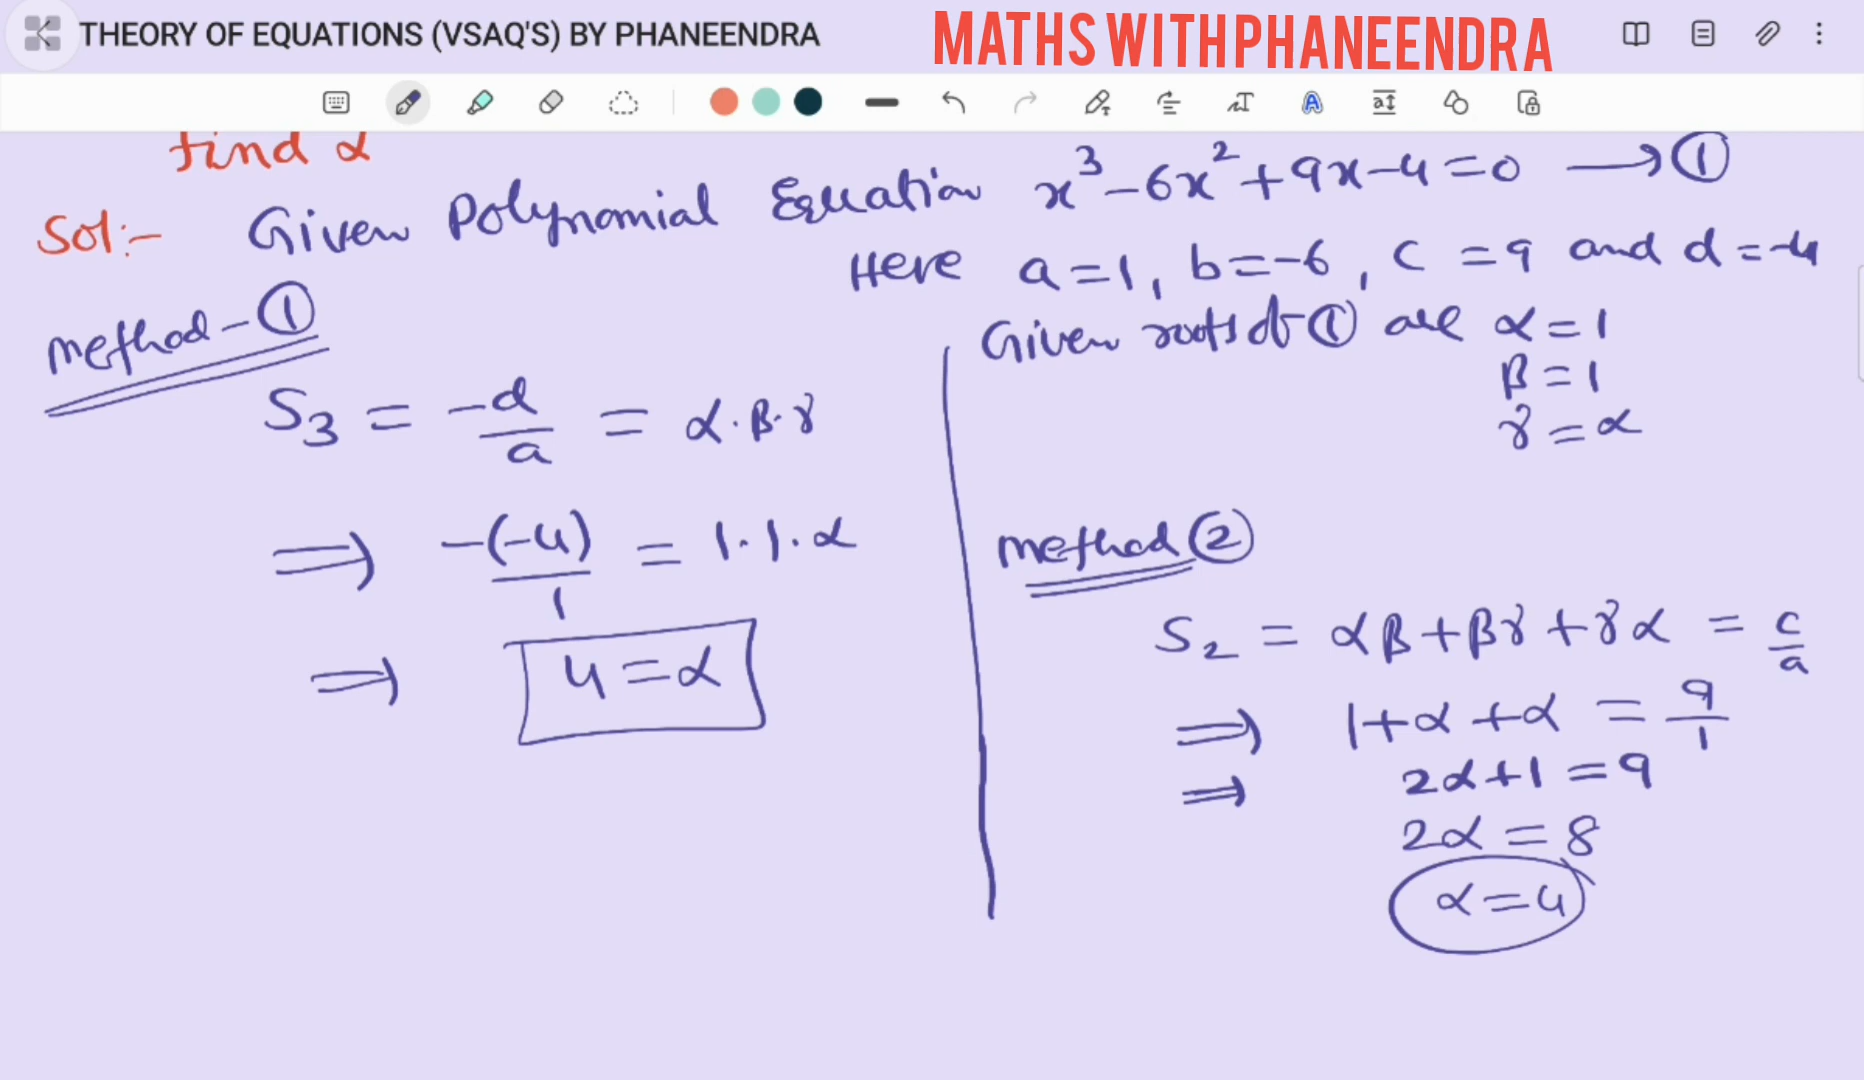 THEORY OF EQUATIONS (VSAQ'S) BY PHANEENDRA
MATHS WITH PHANEENDRA
find α
Sol:- Given Polynomial Equation x³-6x²+9x-4=0 → ①
Here a=1, b=-6, c=9 and d=-4
Given roots of ① are α=1
β=1
γ=α
method-①
S₃ = -d/a = α.β.γ
⇒ -(-4)/1 = 1.1.α
⇒ 4=α
method ②
S₂ = αβ+βγ+γα = c/a
⇒ 1+α+α = 9/1
⇒ 2α+1=9
2α=8
α=4